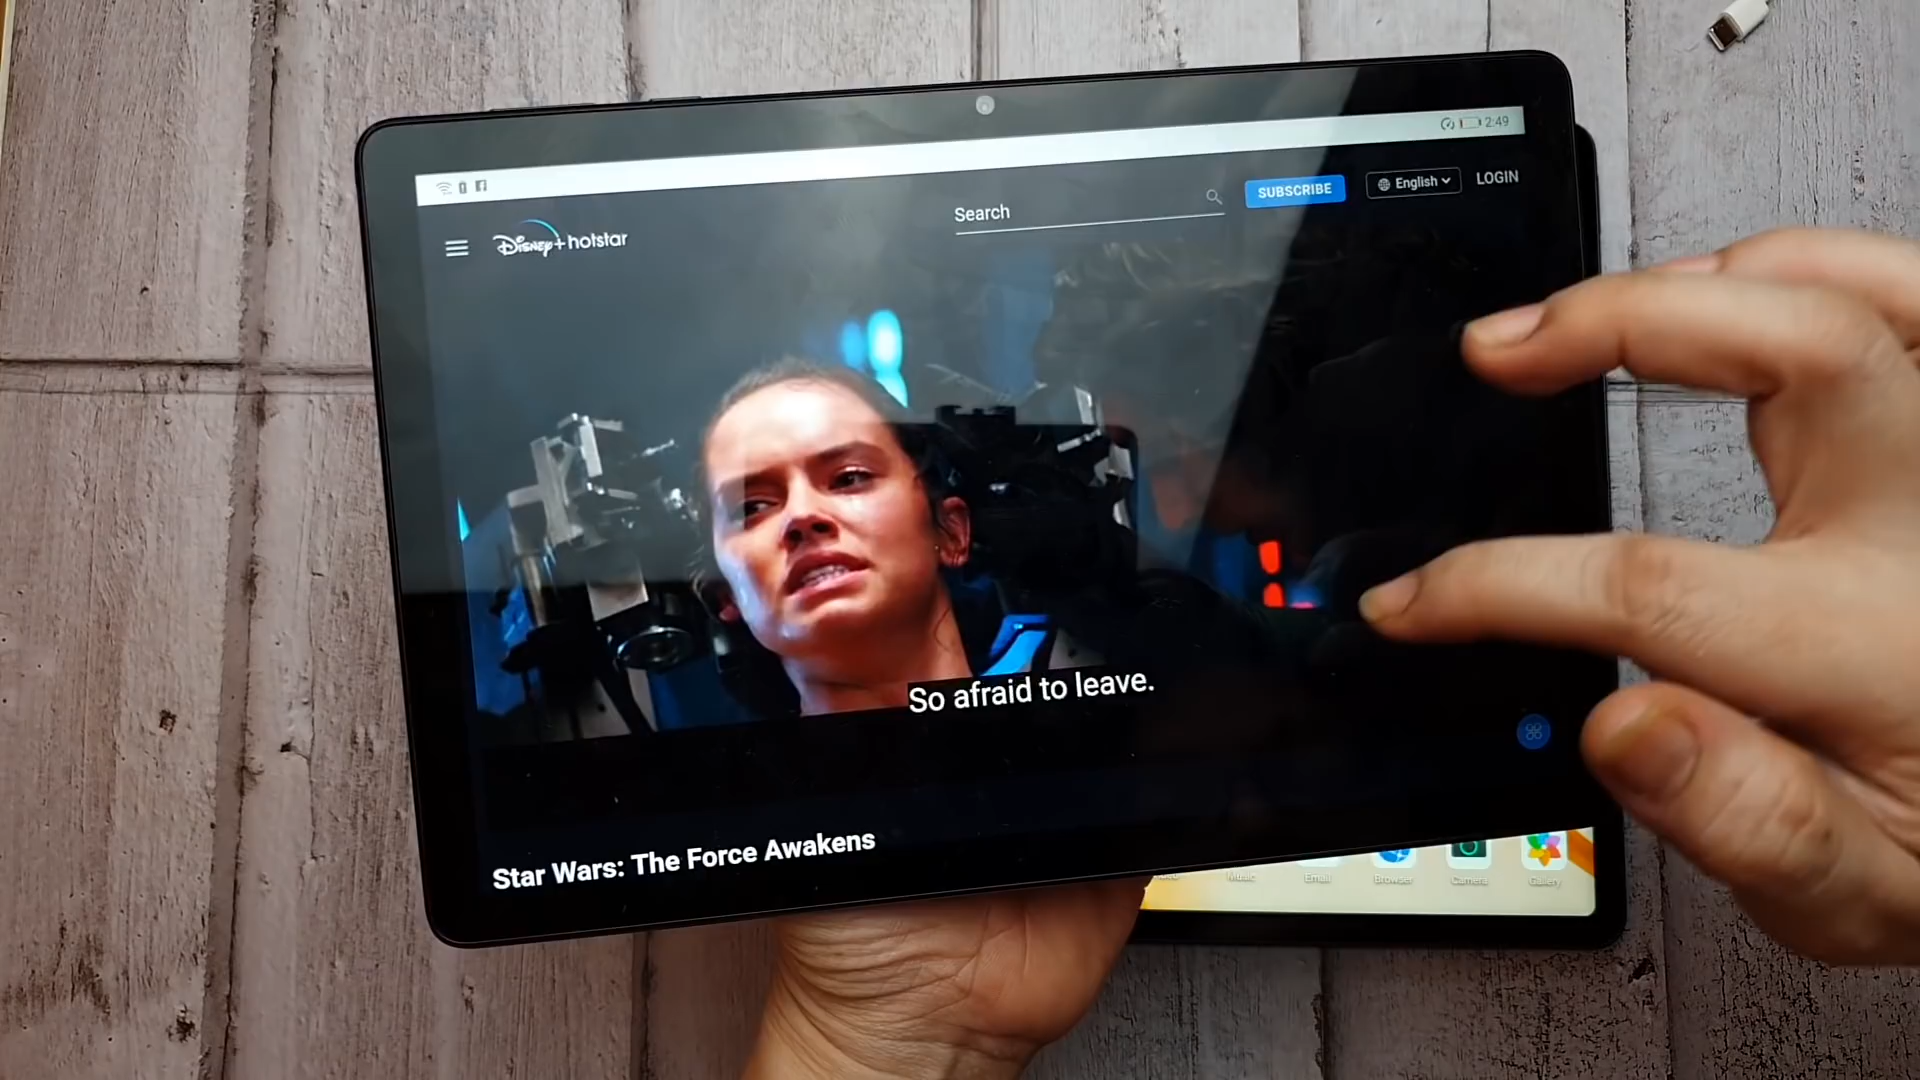 2:49
Search
SUBSCRIBE
English
LOGIN
Disney+ hotstar
So afraid to leave.
Star Wars: The Force Awakens
Music
Email
Browser
Camera
Gallery